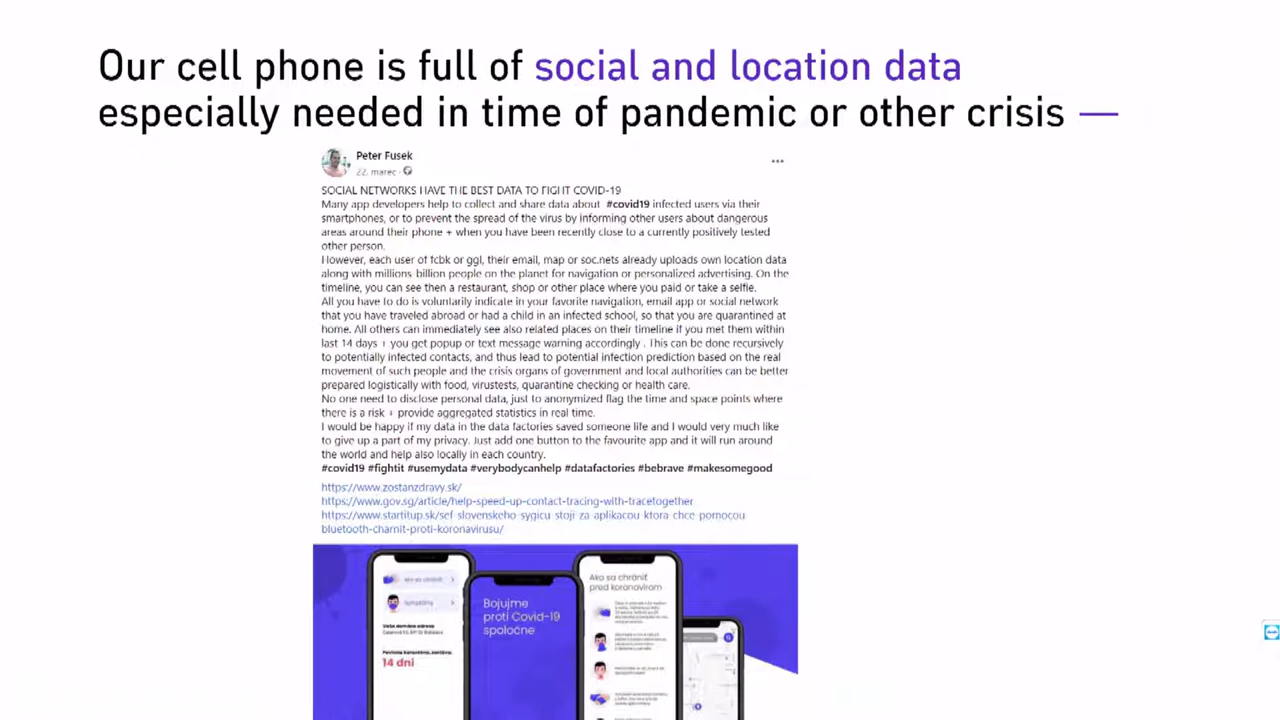 Our cell phone is full of social and location data
especially needed in time of pandemic or other crisis —
Peter Fusek
22. marec ·
SOCIAL NETWORKS HAVE THE BEST DATA TO FIGHT COVID-19
Many app developers help to collect and share data about #covid19 infected users via their
smartphones, or to prevent the spread of the virus by informing other users about dangerous
areas around their phone + when you have been recently close to a currently positively tested
other person.
However, each user of fcbk or ggl, their email, map or soc.nets already uploads own location data
along with millions-billion people on the planet for navigation or personalized advertising. On the
timeline, you can see then a restaurant, shop or other place where you paid or take a selfie.
All you have to do is voluntarily indicate in your favorite navigation, email app or social network
that you have traveled abroad or had a child in an infected school, so that you are quarantined at
home. All others can immediately see also related places on their timeline if you met them within
last 14 days + you get popup or text message warning accordingly . This can be done recursively
to potentially infected contacts, and thus lead to potential infection prediction based on the real
movement of such people and the crisis organs of government and local authorities can be better
prepared logistically with food, virustests, quarantine checking or health care.
No one need to disclose personal data, just to anonymized flag the time and space points where
there is a risk + provide aggregated statistics in real time.
I would be happy if my data in the data factories saved someone life and I would very much like
to give up a part of my privacy. Just add one button to the favourite app and it will run around
the world and help also locally in each country.
#covid19 #fightit #usemydata #verybodycanhelp #datafactories #bebrave #makesomegood
https://www.zostanzdravy.sk/
https://www.gov.sg/article/help-speed-up-contact-tracing-with-tracetogether
https://www.startitup.sk/sef-slovenskeho-sygicu-stoji-za-aplikacou-ktora-chce-pomocou
bluetooth-charnit-proti-koronavirusu/
Ako sa chrániť
Symptómy
Vaša domáca adresa
14 dní
Bojujme
proti Covid-19
spoločne
Ako sa chrániť
pred koronavírom